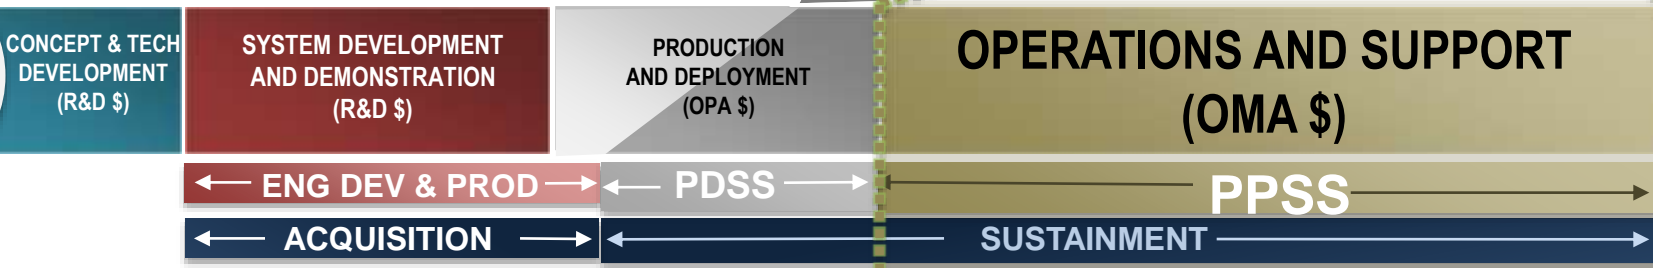 CONCEPT & TECH
DEVELOPMENT
(R&D $)
SYSTEM DEVELOPMENT
AND DEMONSTRATION
(R&D $)
PRODUCTION
AND DEPLOYMENT
(OPA $)
OPERATIONS AND SUPPORT
(OMA $)
ENG DEV & PROD
PDSS
PPSS
ACQUISITION
SUSTAINMENT